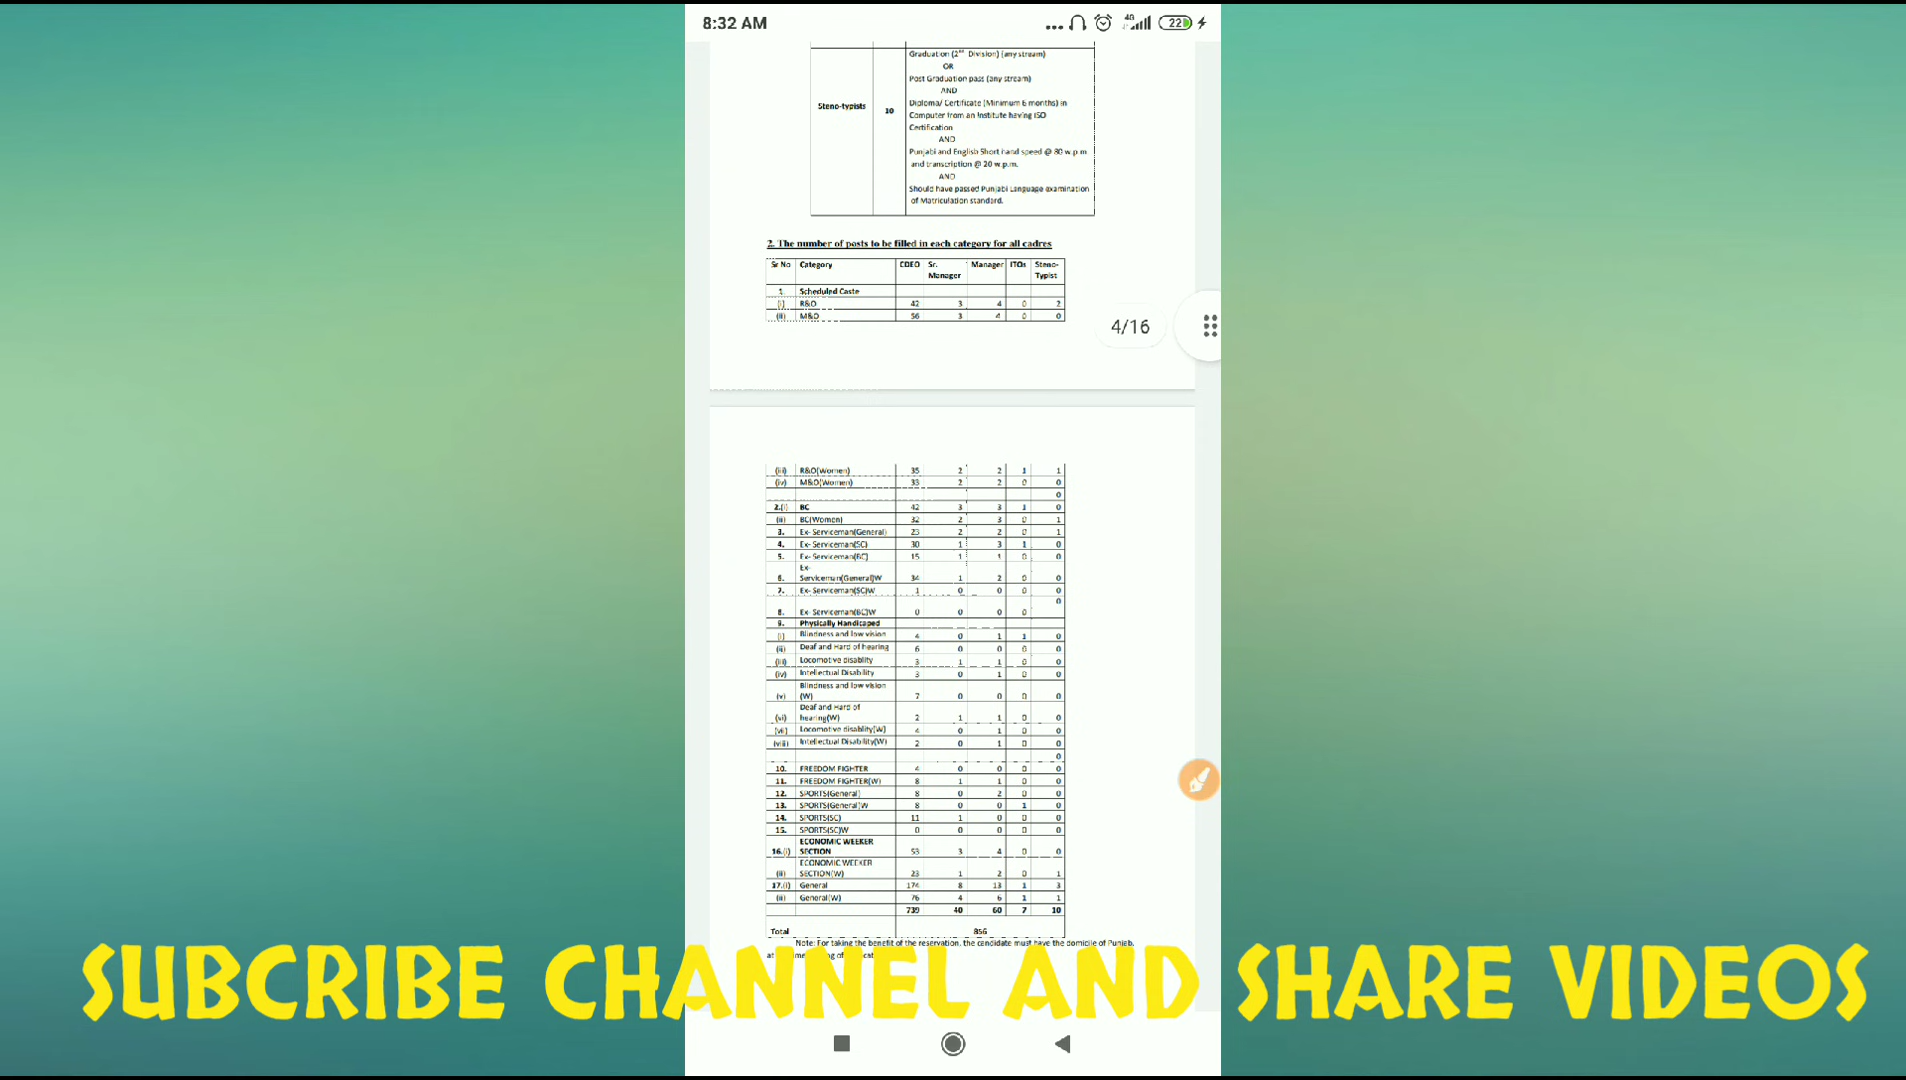 8:32 AM
4G
22
Graduation (2nd Division) (any stream)
OR
Post Graduation pass (any stream)
AND
Steno-typists 10
Diploma/ Certificate (Minimum 6 months) in
Computer from an Institute having ISO
Certification
AND
Punjabi and English Short hand speed @ 80 w.p.m
and transcription @ 20 w.p.m.
AND
Should have passed Punjabi Language examination
of Matriculation standard.
2. The number of posts to be filled in each category for all cadres
Sr No Category CDEO Sr. Manager Manager ITOs Steno-Typist
1. Scheduled Caste
(i) R&O 42 3 4 0 2
(ii) M&O 56 3 4 0 0
4/16
(iii) R&O(Women) 35 2 2 1 1
(iv) M&O(Women) 33 2 2 0 0
0
2.(i) BC 42 3 3 1 0
(ii) BC(Women) 32 2 3 0 1
3. Ex- Serviceman(General) 23 2 2 0 1
4. Ex- Serviceman(SC) 30 1 3 1 0
5. Ex- Serviceman(BC) 15 1 1 0 0
Ex-
6. Serviceman(General)W 34 1 2 0 0
7. Ex- Serviceman(SC)W 1 0 0 0 0
0
8. Ex- Serviceman(BC)W 0 0 0 0
9. Physically Handicaped
(i) Blindness and low vision 4 0 1 1 0
(ii) Deaf and Hard of hearing 6 0 0 0 0
(iii) Locomotive disablity 3 1 1 0 0
(iv) Intellectual Disability 3 0 1 0 0
Blindness and low vision
(v) (W) 7 0 0 0 0
Deaf and Hard of
(vi) hearing(W) 2 1 1 0 0
(vii) Locomotive disablity(W) 4 0 1 0 0
(viii) Intellectual Disability(W) 2 0 1 0 0
0
10. FREEDOM FIGHTER 4 0 0 0 0
11. FREEDOM FIGHTER(W) 8 1 1 0 0
12. SPORTS(General) 8 0 2 0 0
13. SPORTS(General)W 8 0 0 1 0
14. SPORTS(SC) 11 1 0 0 0
15. SPORTS(SC)W 0 0 0 0 0
ECONOMIC WEEKER
16.(i) SECTION 53 3 4 0 0
ECONOMIC WEEKER
(ii) SECTION(W) 23 1 2 0 1
17.(i) General 174 8 13 1 3
(ii) General(W) 76 4 6 1 1
739 40 60 7 10
Total 856
Note: For taking the benefit of the reservation, the candidate must have the domicile of Punjab.
SUBCRIBE CHANNEL AND SHARE VIDEOS